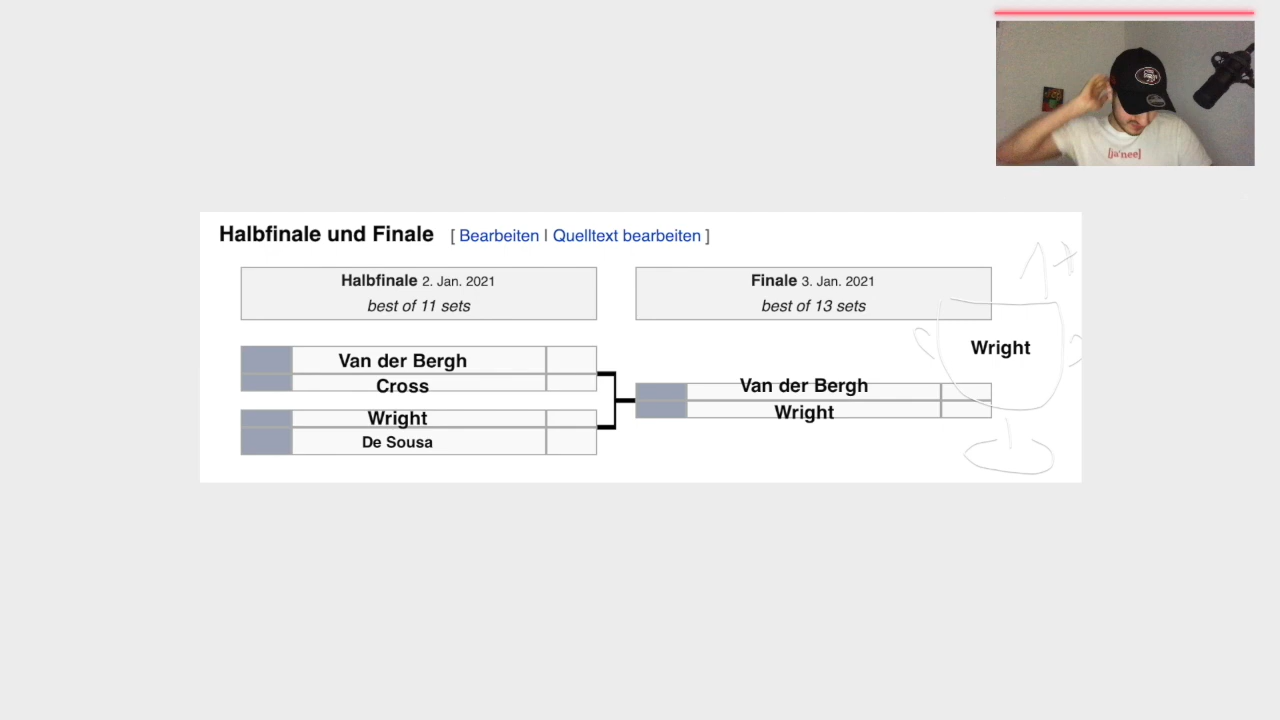 [ja'nee]
Halbfinale und Finale [ Bearbeiten | Quelltext bearbeiten ]
Halbfinale 2. Jan. 2021
best of 11 sets
Finale 3. Jan. 2021
best of 13 sets
Van der Bergh
Cross
Wright
De Sousa
Van der Bergh
Wright
Wright